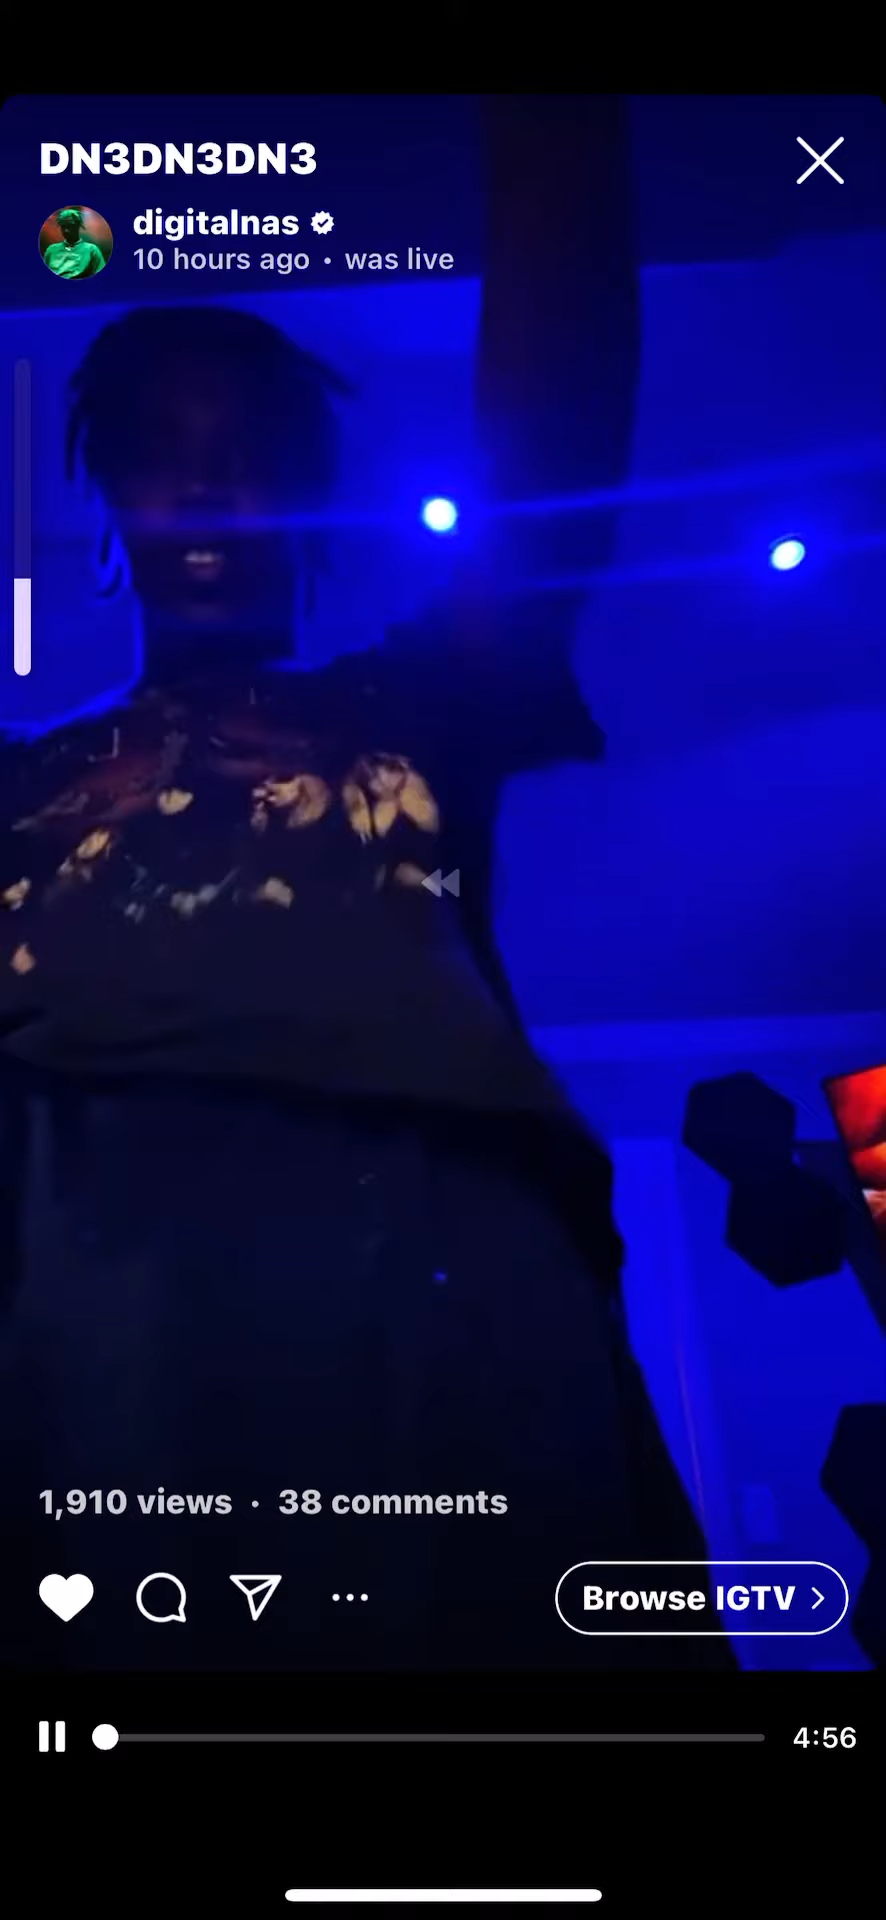 DN3DN3DN3
digitalnas
10 hours ago • was live
1,910 views • 38 comments
Browse IGTV
4:56